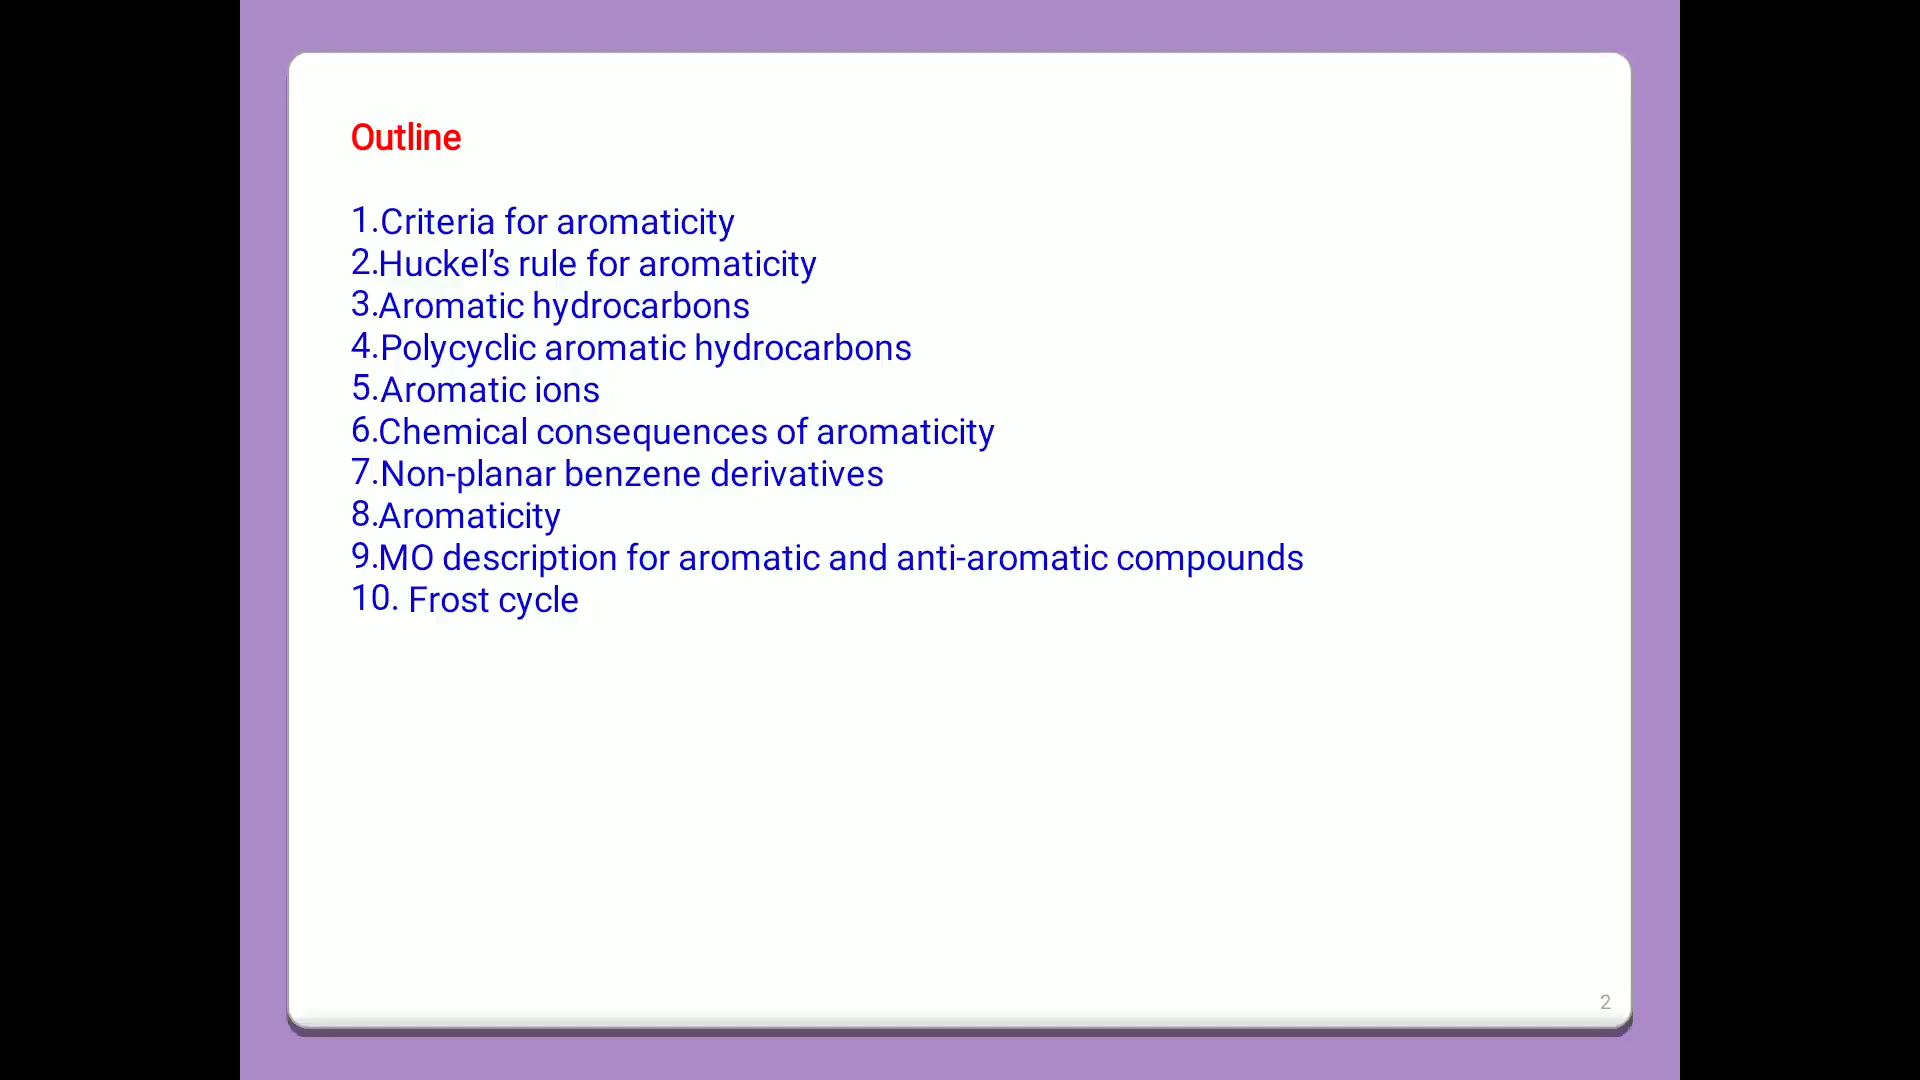 Outline
1.Criteria for aromaticity
2.Huckel’s rule for aromaticity
3.Aromatic hydrocarbons
4.Polycyclic aromatic hydrocarbons
5.Aromatic ions
6.Chemical consequences of aromaticity
7.Non-planar benzene derivatives
8.Aromaticity
9.MO description for aromatic and anti-aromatic compounds
10. Frost cycle
2